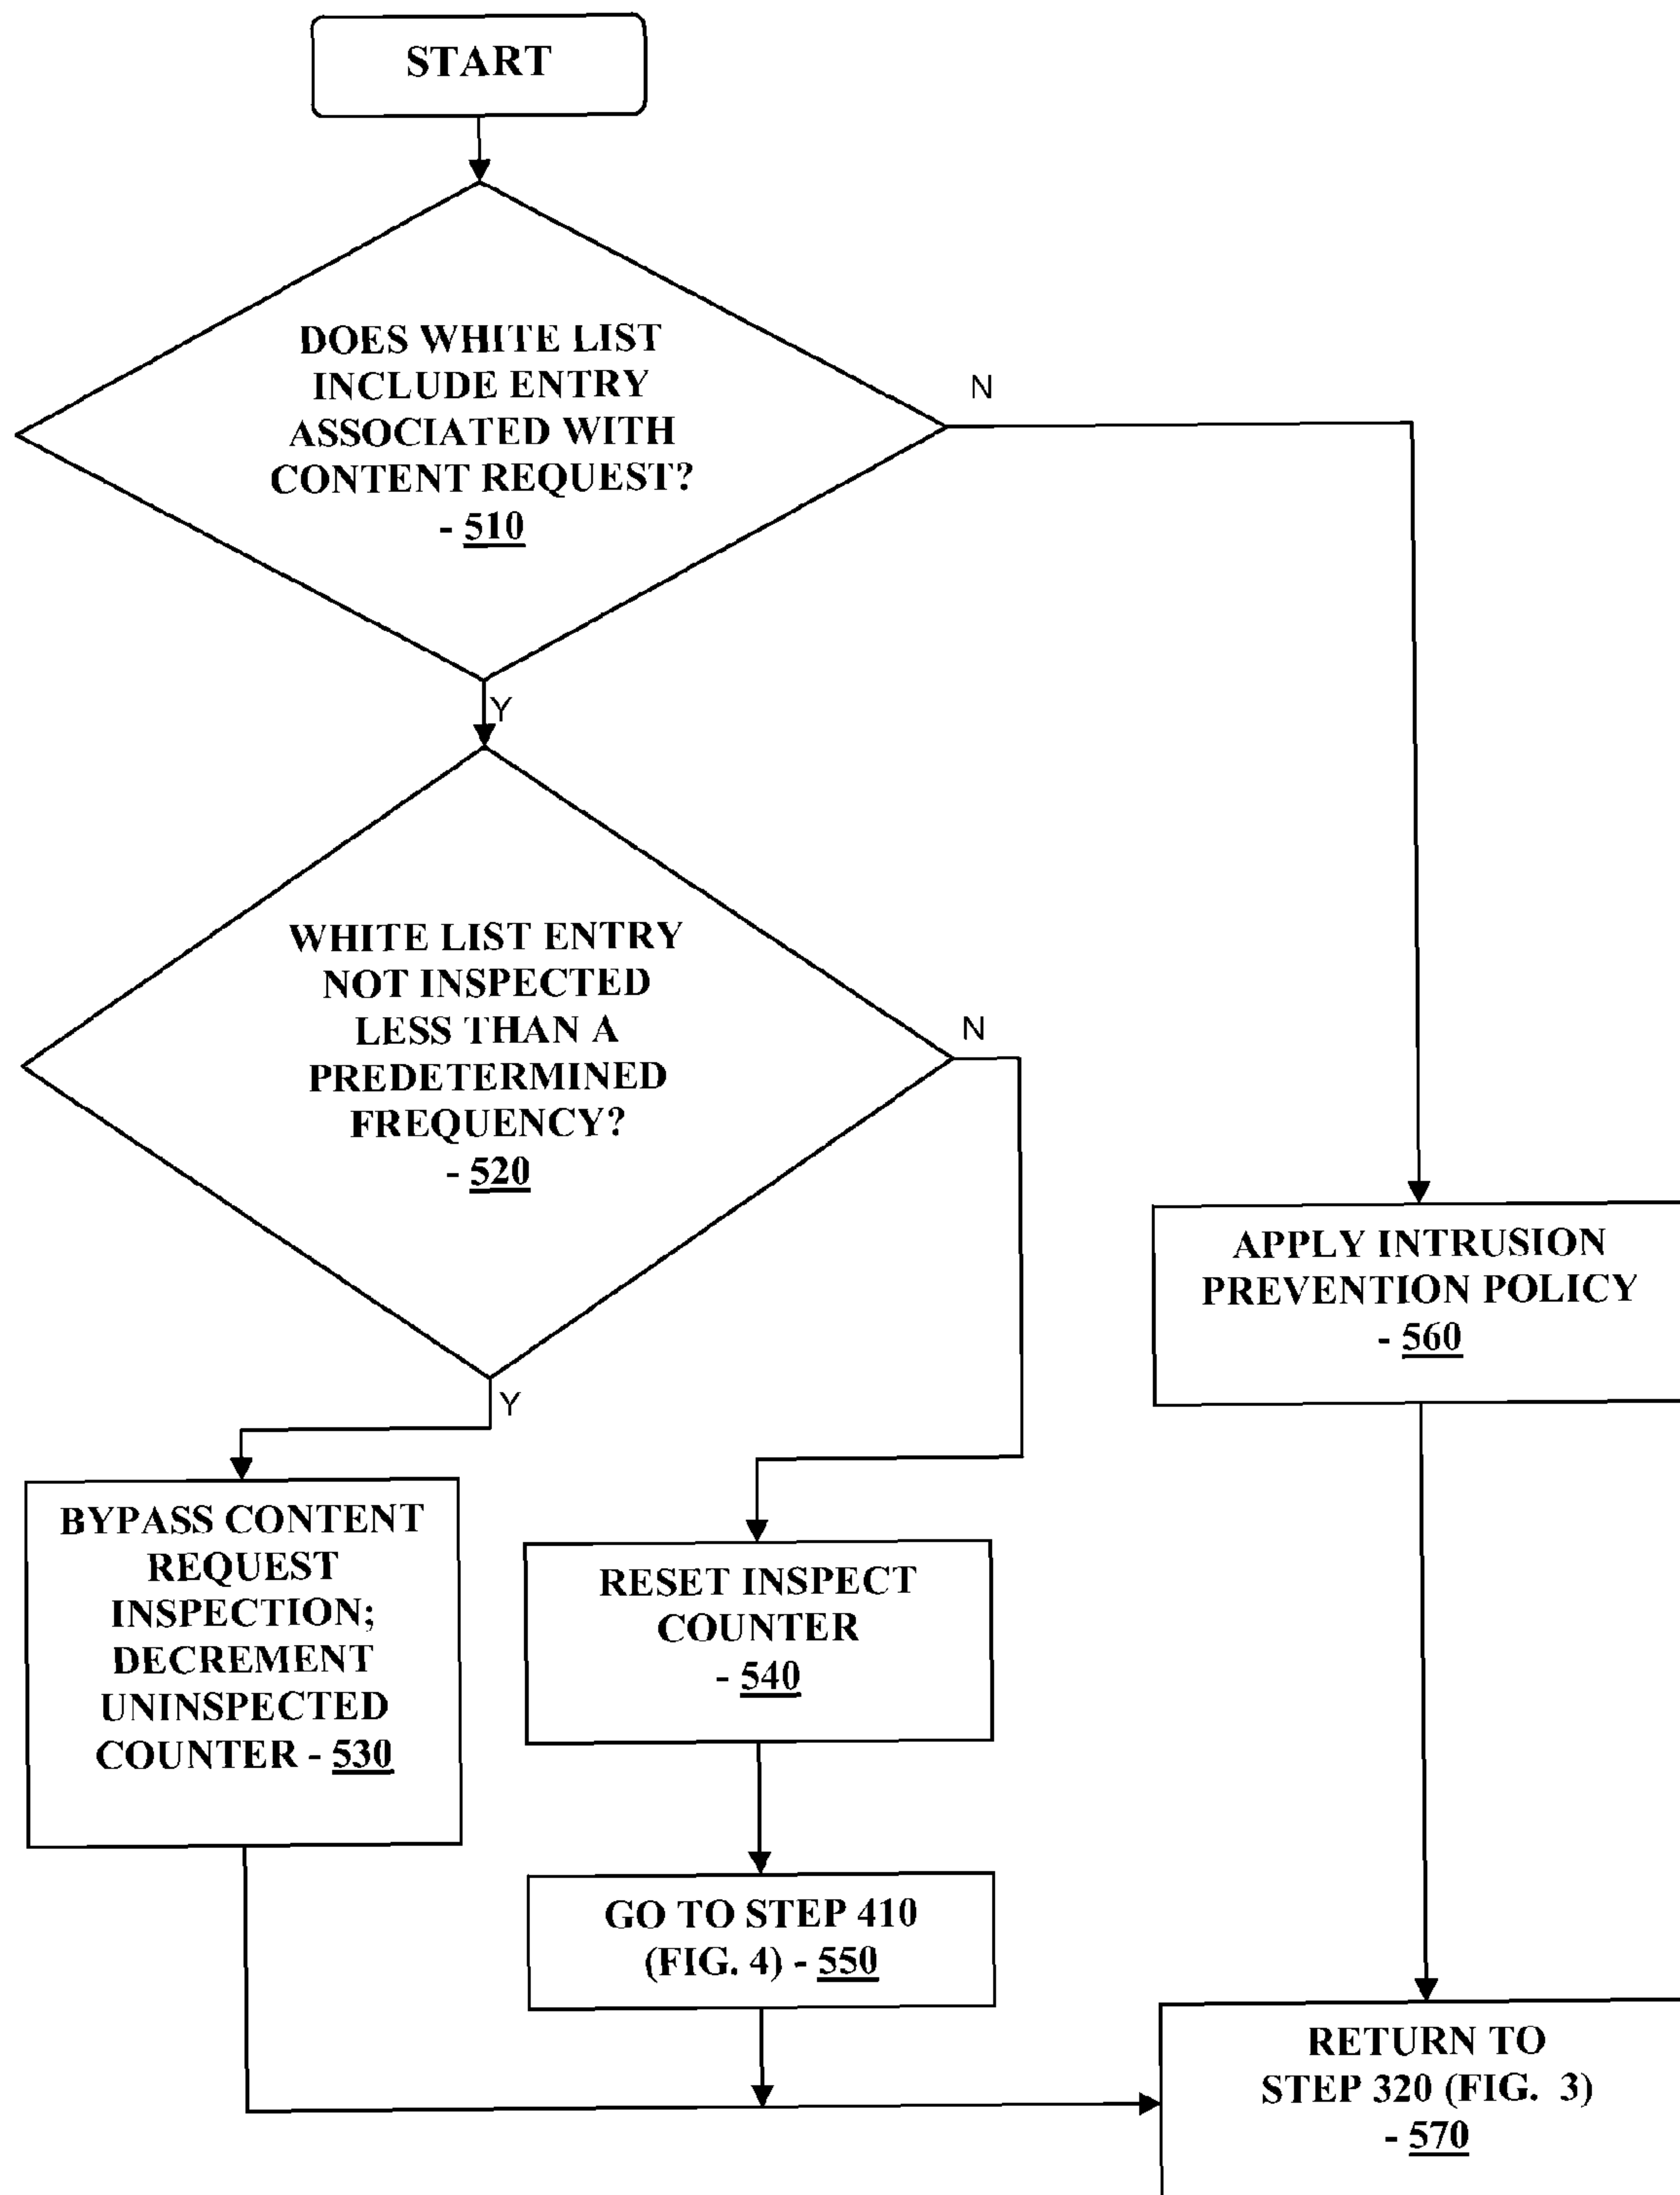 START
DOES WHITE LIST
INCLUDE ENTRY
ASSOCIATED WITH
CONTENT REQUEST?
- 510
N
Y
WHITE LIST ENTRY
NOT INSPECTED
LESS THAN A
PREDETERMINED
FREQUENCY?
- 520
N
Y
APPLY INTRUSION
PREVENTION POLICY
- 560
BYPASS CONTENT
REQUEST
INSPECTION;
DECREMENT
UNINSPECTED
COUNTER - 530
RESET INSPECT
COUNTER
- 540
GO TO STEP 410
(FIG. 4) - 550
RETURN TO
STEP 320 (FIG. 3)
- 570